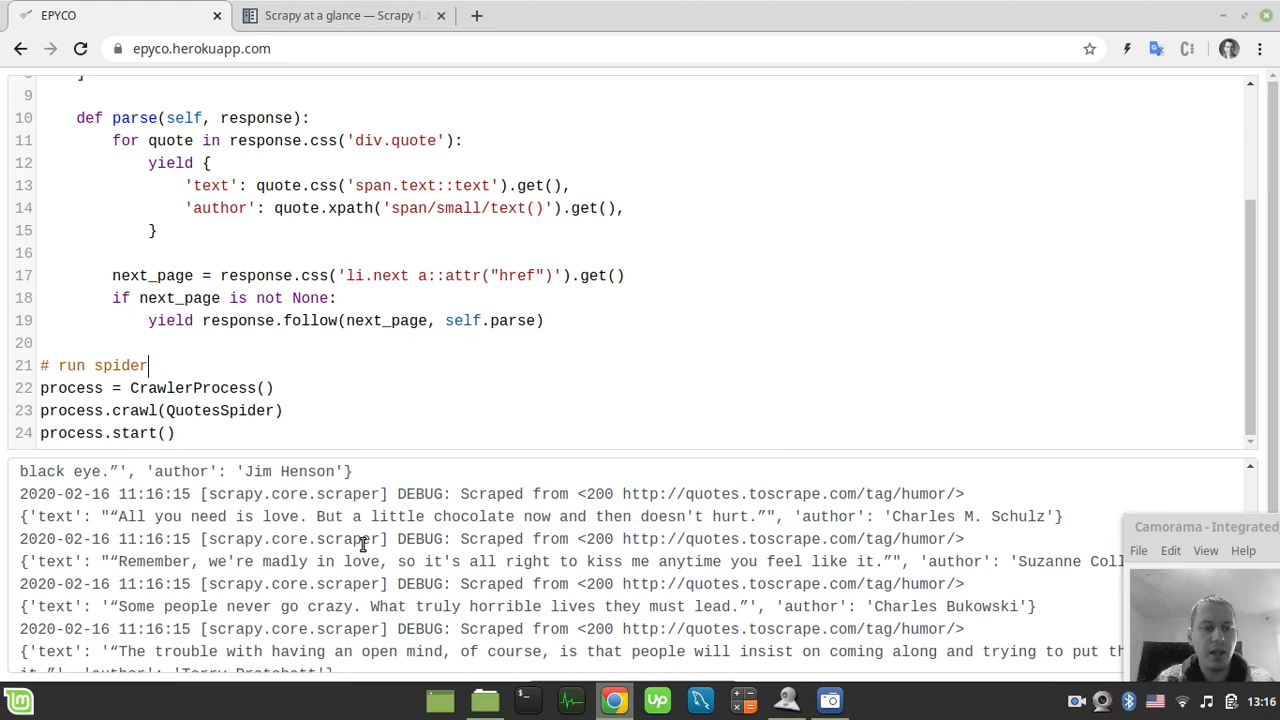 EPYCO
Scrapy at a glance — Scrapy 1.
epyco.herokuapp.com
]
9
10 def parse(self, response):
11 for quote in response.css('div.quote'):
12 yield {
13 'text': quote.css('span.text::text').get(),
14 'author': quote.xpath('span/small/text()').get(),
15 }
16
17 next_page = response.css('li.next a::attr("href")').get()
18 if next_page is not None:
19 yield response.follow(next_page, self.parse)
20
21 # run spider
22 process = CrawlerProcess()
23 process.crawl(QuotesSpider)
24 process.start()
black eye.”', 'author': 'Jim Henson'}
2020-02-16 11:16:15 [scrapy.core.scraper] DEBUG: Scraped from <200 http://quotes.toscrape.com/tag/humor/>
{'text': "“All you need is love. But a little chocolate now and then doesn't hurt.”", 'author': 'Charles M. Schulz'}
2020-02-16 11:16:15 [scrapy.core.scraper] DEBUG: Scraped from <200 http://quotes.toscrape.com/tag/humor/>
{'text': "“Remember, we're madly in love, so it's all right to kiss me anytime you feel like it.”", 'author': 'Suzanne Coll
2020-02-16 11:16:15 [scrapy.core.scraper] DEBUG: Scraped from <200 http://quotes.toscrape.com/tag/humor/>
{'text': '“Some people never go crazy. What truly horrible lives they must lead.”', 'author': 'Charles Bukowski'}
2020-02-16 11:16:15 [scrapy.core.scraper] DEBUG: Scraped from <200 http://quotes.toscrape.com/tag/humor/>
{'text': '“The trouble with having an open mind, of course, is that people will insist on coming along and trying to put th
it.”', 'author': 'Terry Pratchett'}
Camorama - Integrated
File Edit View Help
Up
13:16